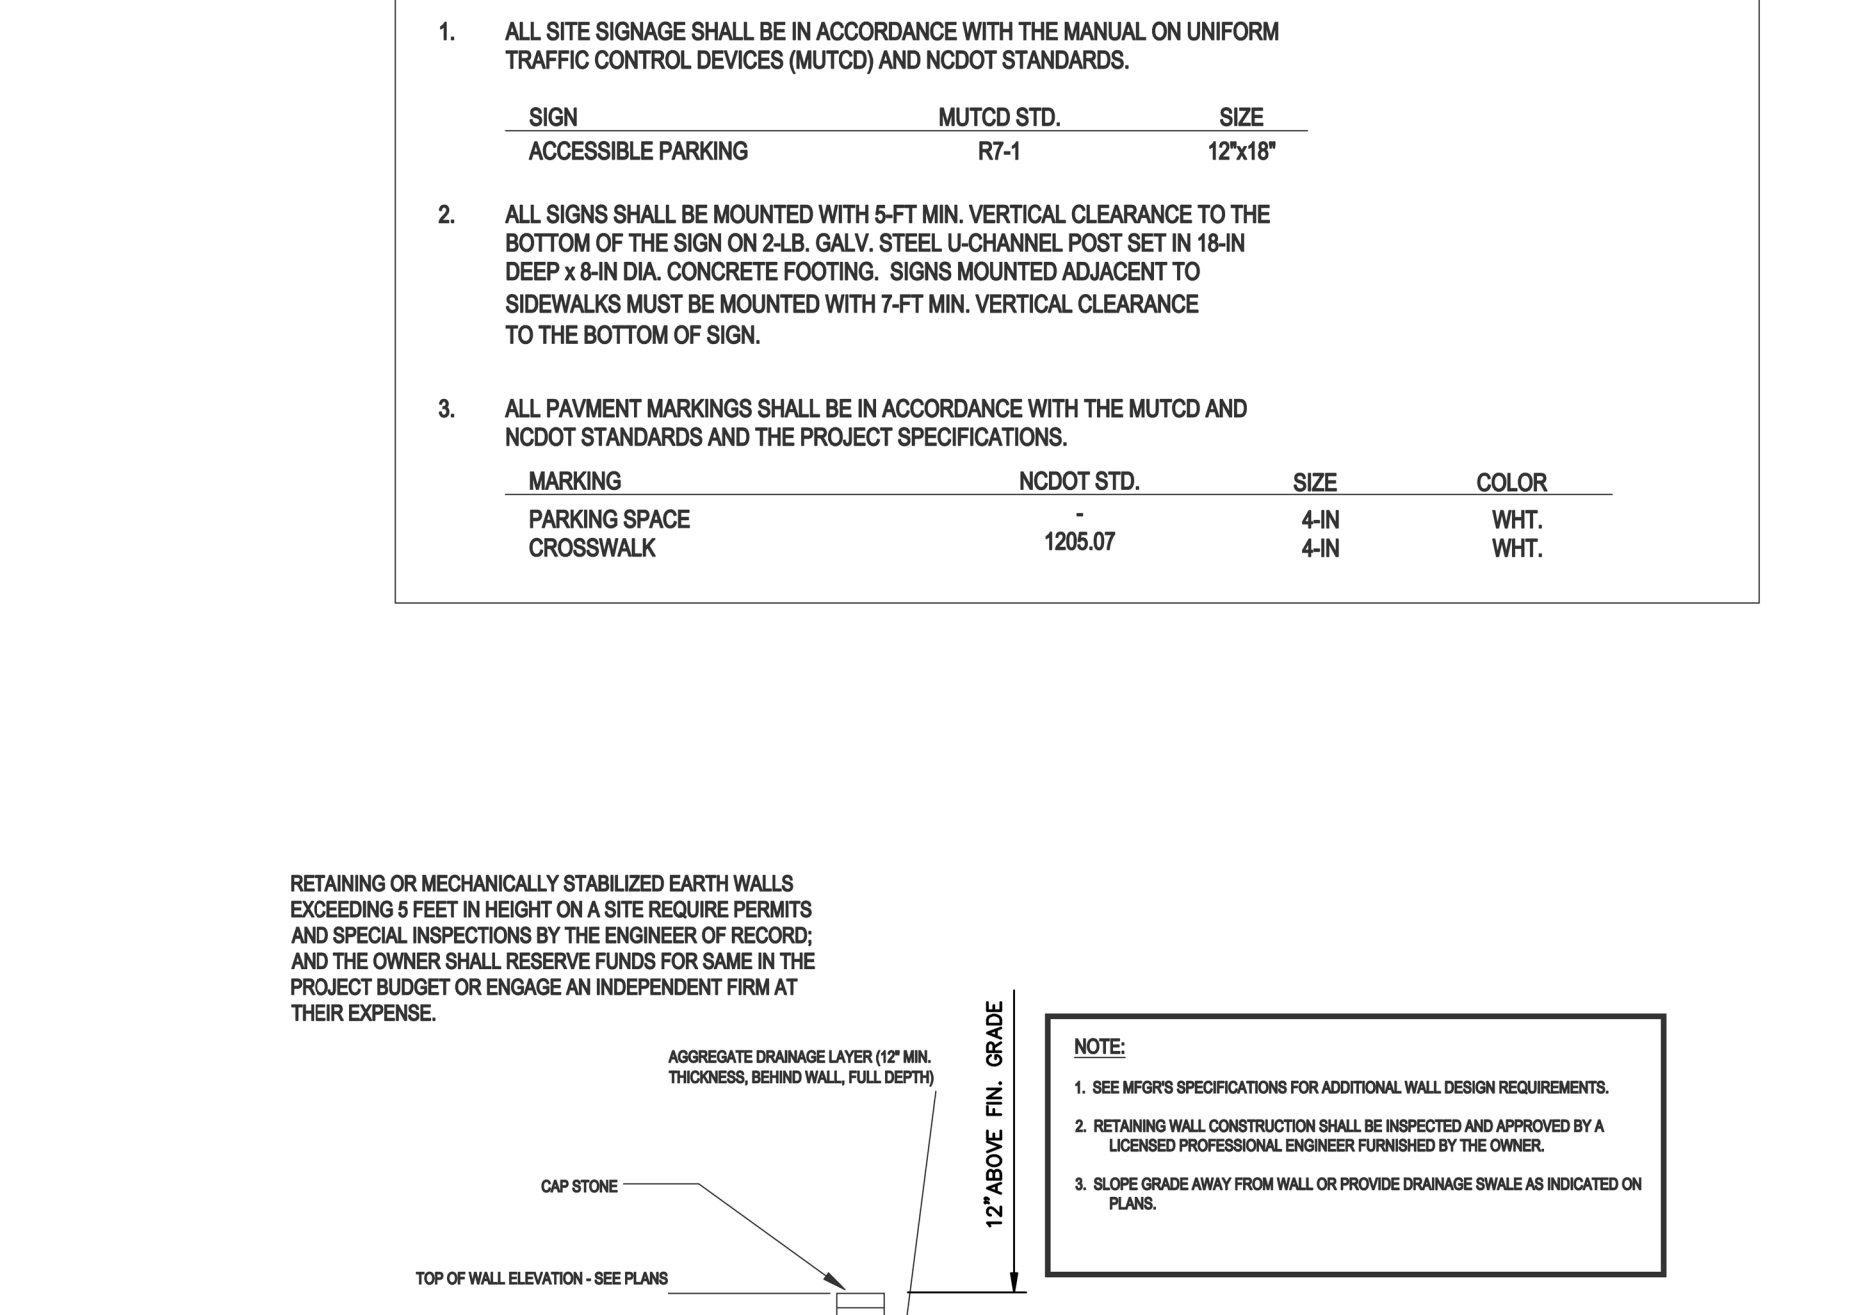 1. ALL SITE SIGNAGE SHALL BE IN ACCORDANCE WITH THE MANUAL ON UNIFORM
TRAFFIC CONTROL DEVICES (MUTCD) AND NCDOT STANDARDS.
SIGN MUTCD STD. SIZE
ACCESSIBLE PARKING R7-1 12"x18"
2. ALL SIGNS SHALL BE MOUNTED WITH 5-FT MIN. VERTICAL CLEARANCE TO THE
BOTTOM OF THE SIGN ON 2-LB. GALV. STEEL U-CHANNEL POST SET IN 18-IN
DEEP x 8-IN DIA. CONCRETE FOOTING. SIGNS MOUNTED ADJACENT TO
SIDEWALKS MUST BE MOUNTED WITH 7-FT MIN. VERTICAL CLEARANCE
TO THE BOTTOM OF SIGN.
3. ALL PAVMENT MARKINGS SHALL BE IN ACCORDANCE WITH THE MUTCD AND
NCDOT STANDARDS AND THE PROJECT SPECIFICATIONS.
MARKING NCDOT STD. SIZE COLOR
PARKING SPACE - 4-IN WHT.
CROSSWALK 1205.07 4-IN WHT.
RETAINING OR MECHANICALLY STABILIZED EARTH WALLS
EXCEEDING 5 FEET IN HEIGHT ON A SITE REQUIRE PERMITS
AND SPECIAL INSPECTIONS BY THE ENGINEER OF RECORD;
AND THE OWNER SHALL RESERVE FUNDS FOR SAME IN THE
PROJECT BUDGET OR ENGAGE AN INDEPENDENT FIRM AT
THEIR EXPENSE.
AGGREGATE DRAINAGE LAYER (12" MIN.
THICKNESS, BEHIND WALL, FULL DEPTH)
CAP STONE
TOP OF WALL ELEVATION - SEE PLANS
12" ABOVE FIN. GRADE
NOTE:
1. SEE MFGR'S SPECIFICATIONS FOR ADDITIONAL WALL DESIGN REQUIREMENTS.
2. RETAINING WALL CONSTRUCTION SHALL BE INSPECTED AND APPROVED BY A
LICENSED PROFESSIONAL ENGINEER FURNISHED BY THE OWNER.
3. SLOPE GRADE AWAY FROM WALL OR PROVIDE DRAINAGE SWALE AS INDICATED ON
PLANS.